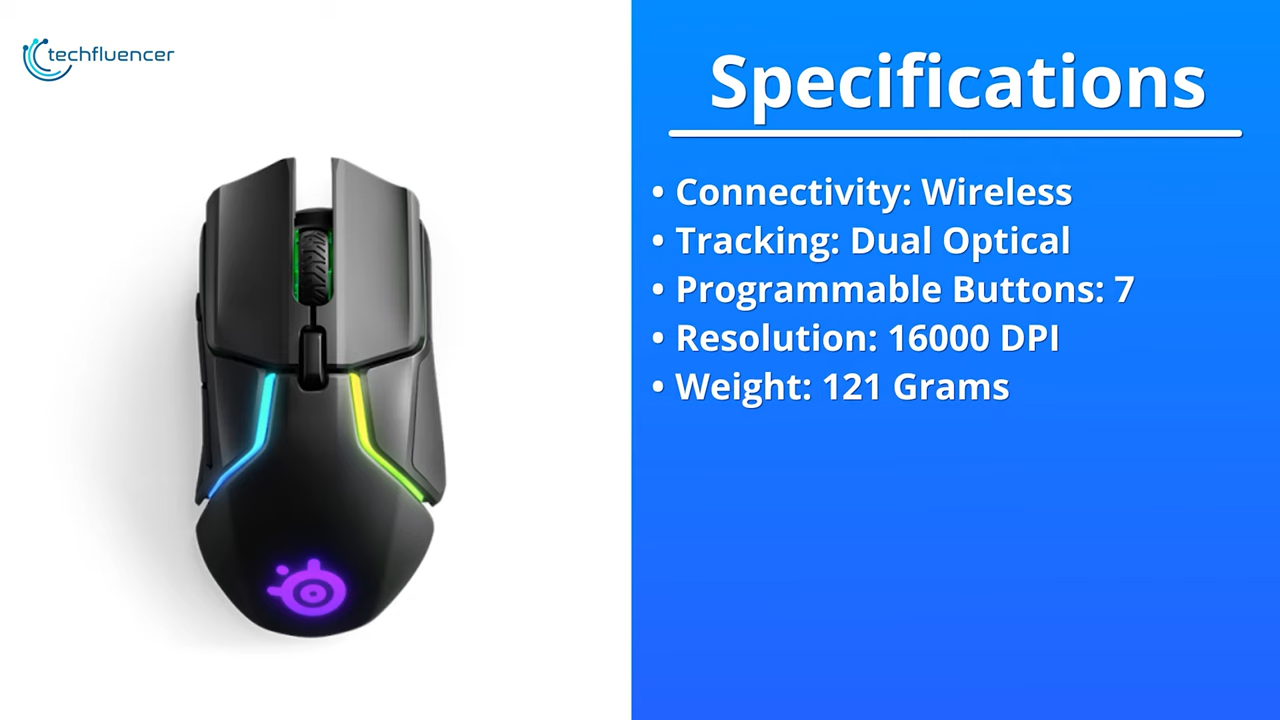 techfluencer
Specifications
• Connectivity: Wireless
• Tracking: Dual Optical
• Programmable Buttons: 7
• Resolution: 16000 DPI
• Weight: 121 Grams